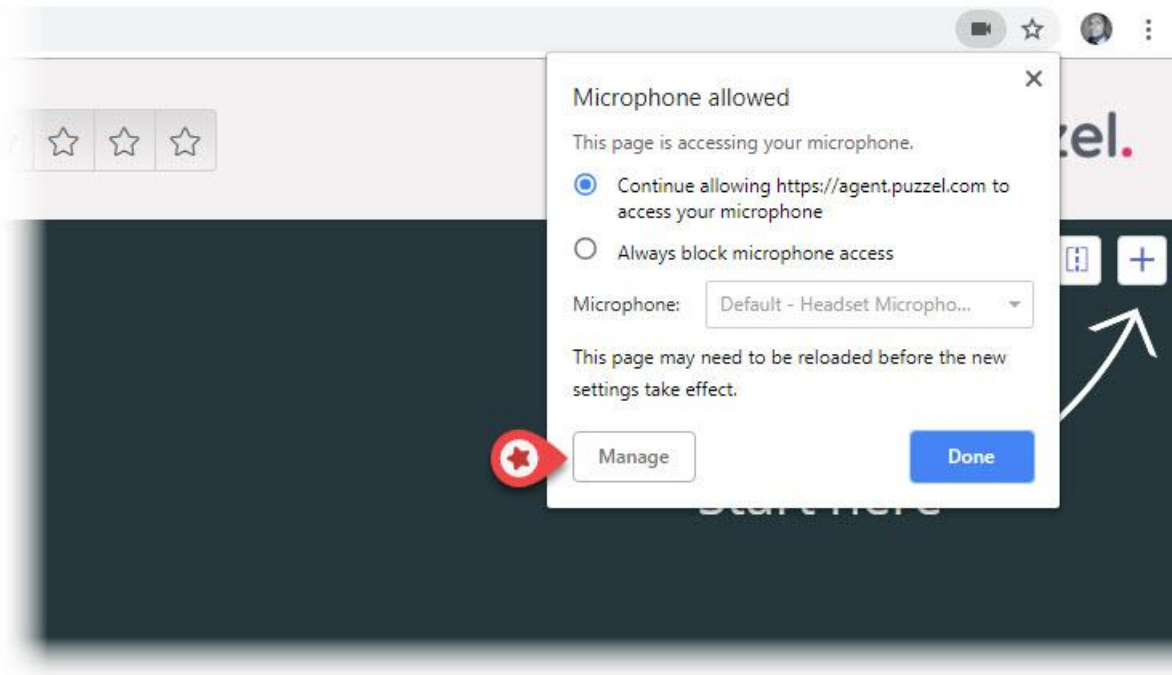 Microphone allowed
This page is accessing your microphone.
zel.
Continue allowing https://agent.puzzel.com to
access your microphone
Always block microphone access
Microphone: Default - Headset Micropho...
This page may need to be reloaded before the new
settings take effect.
Manage Done
Start here